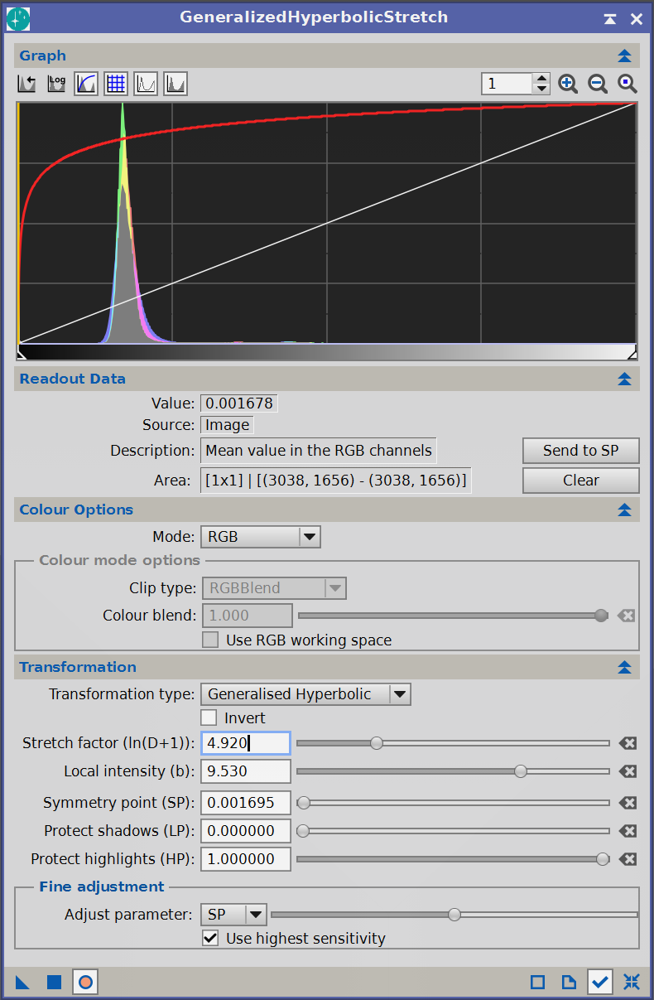 GeneralizedHyperbolicStretch
Graph
Log
1
Readout Data
Value: 0.001678
Source: Image
Description: Mean value in the RGB channels Send to SP
Area: [1x1] | [(3038, 1656) - (3038, 1656)] Clear
Colour Options
Mode: RGB
Colour mode options
Clip type: RGBBlend
Colour blend: 1.000
Use RGB working space
Transformation
Transformation type: Generalised Hyperbolic
Invert
Stretch factor (ln(D+1)): 4.920
Local intensity (b): 9.530
Symmetry point (SP): 0.001695
Protect shadows (LP): 0.000000
Protect highlights (HP): 1.000000
Fine adjustment
Adjust parameter: SP
Use highest sensitivity